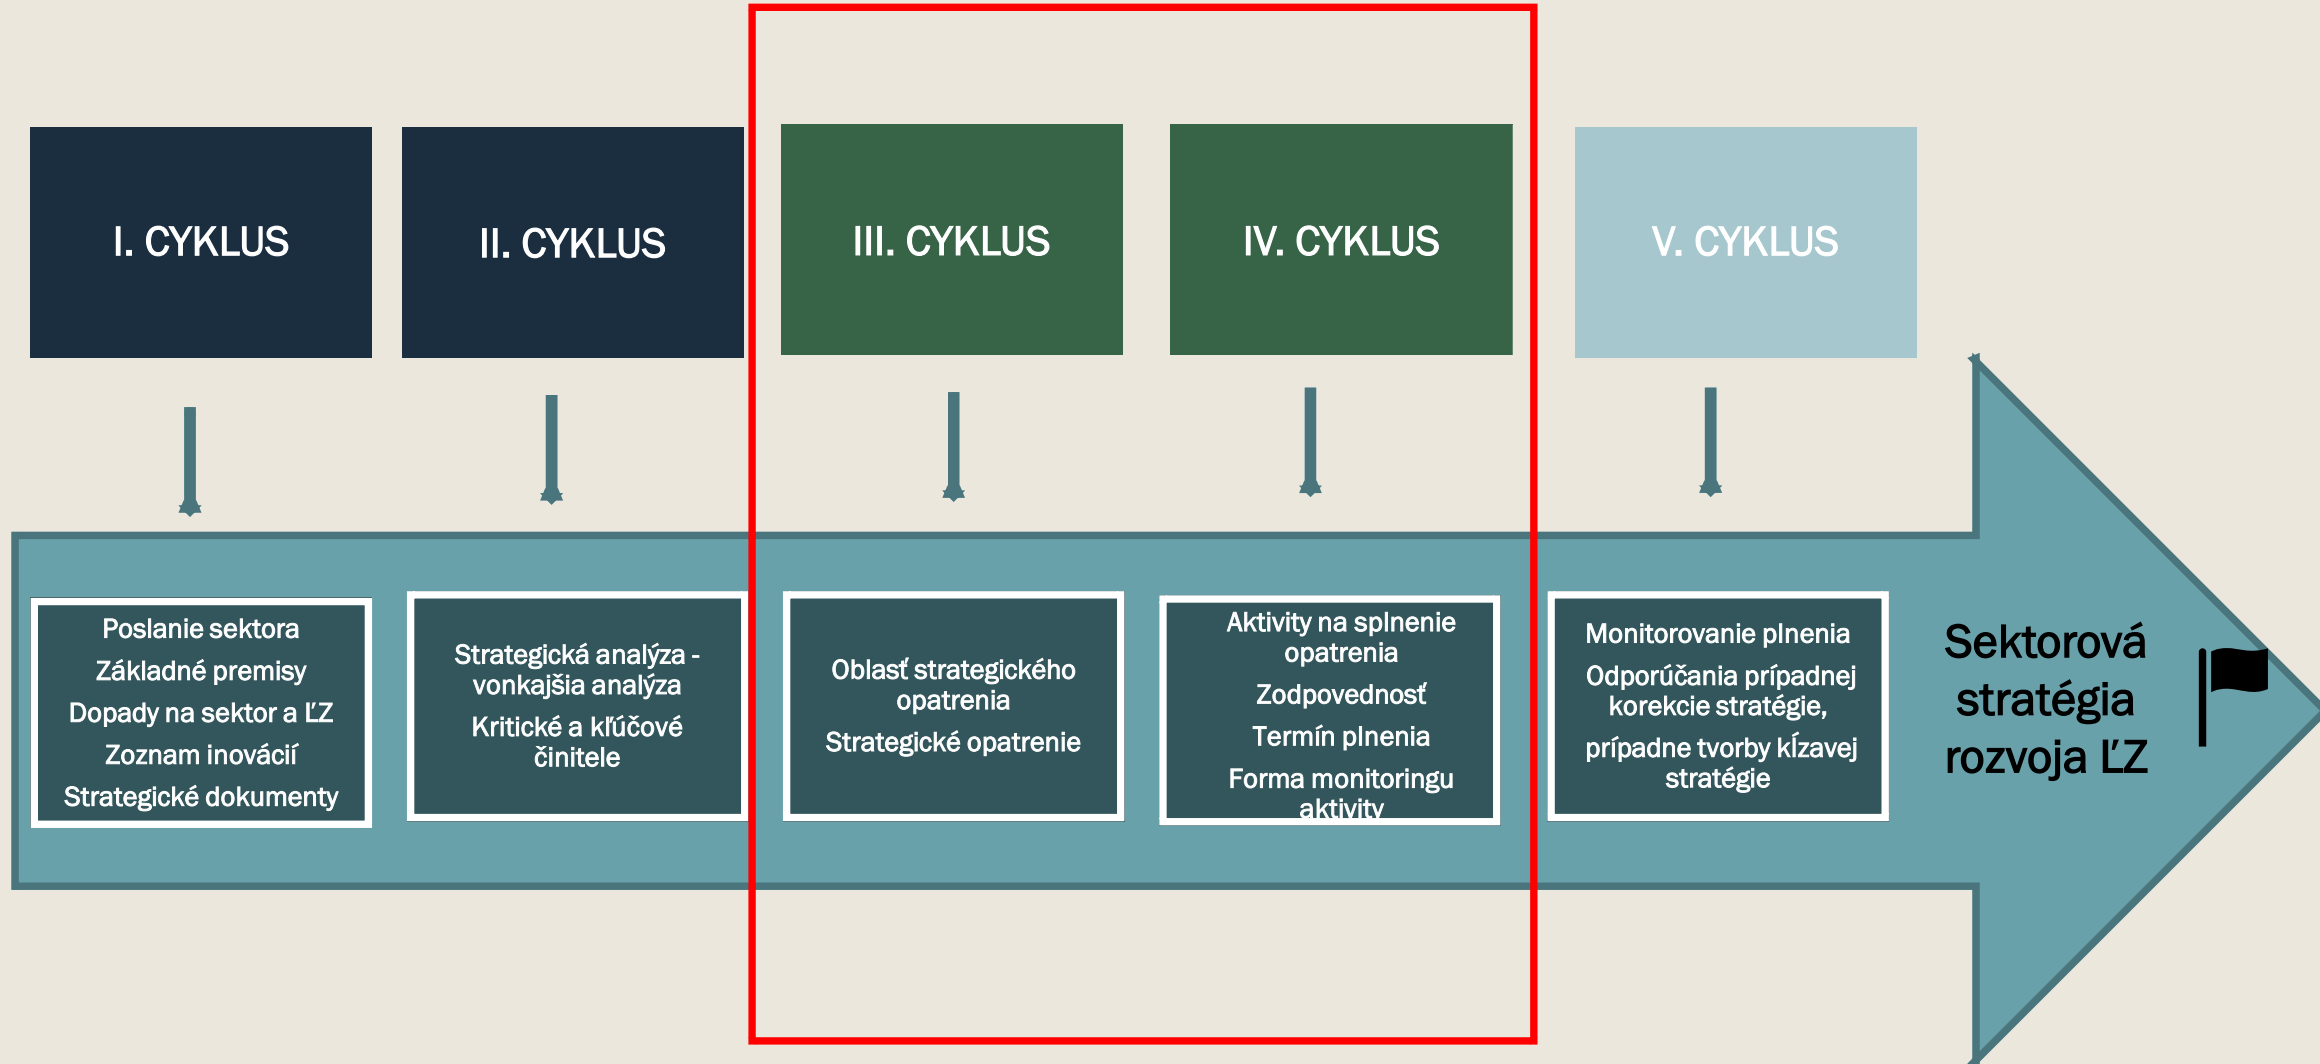 I. CYKLUS
II. CYKLUS
III. CYKLUS
IV. CYKLUS
V. CYKLUS
Poslanie sektora
Základné premisy
Dopady na sektor a ĽZ
Zoznam inovácií
Strategické dokumenty
Strategická analýza -
vonkajšia analýza
Kritické a kľúčové
činitele
Oblasť strategického
opatrenia
Strategické opatrenie
Aktivity na splnenie
opatrenia
Zodpovednosť
Termín plnenia
Forma monitoringu
aktivity
Monitorovanie plnenia
Odporúčania prípadnej
korekcie stratégie,
prípadne tvorby kĺzavej
stratégie
Sektorová
stratégia
rozvoja ĽZ